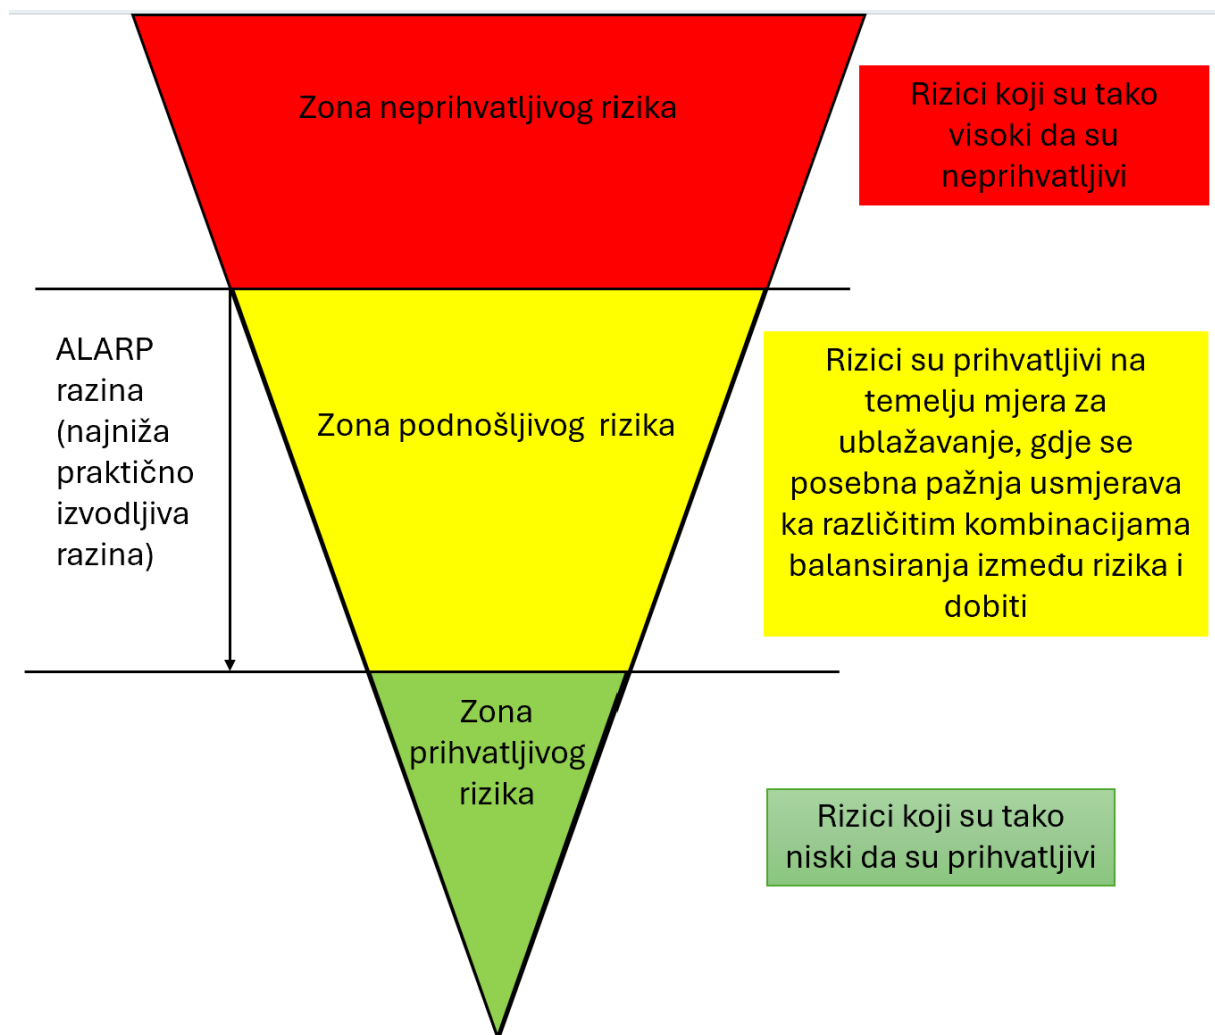 Zona neprihvatljivog rizika
Rizici koji su tako
visoki da su
neprihvatljivi
ALARP
razina
(najniža
praktično
izvodljiva
razina)
Zona podnošljivog  rizika
Rizici su prihvatljivi na
temelju mjera za
ublažavanje, gdje se
posebna pažnja usmjerava
ka različitim kombinacijama
balansiranja između rizika i
dobiti
Zona
prihvatljivog
rizika
Rizici koji su tako
niski da su prihvatljivi